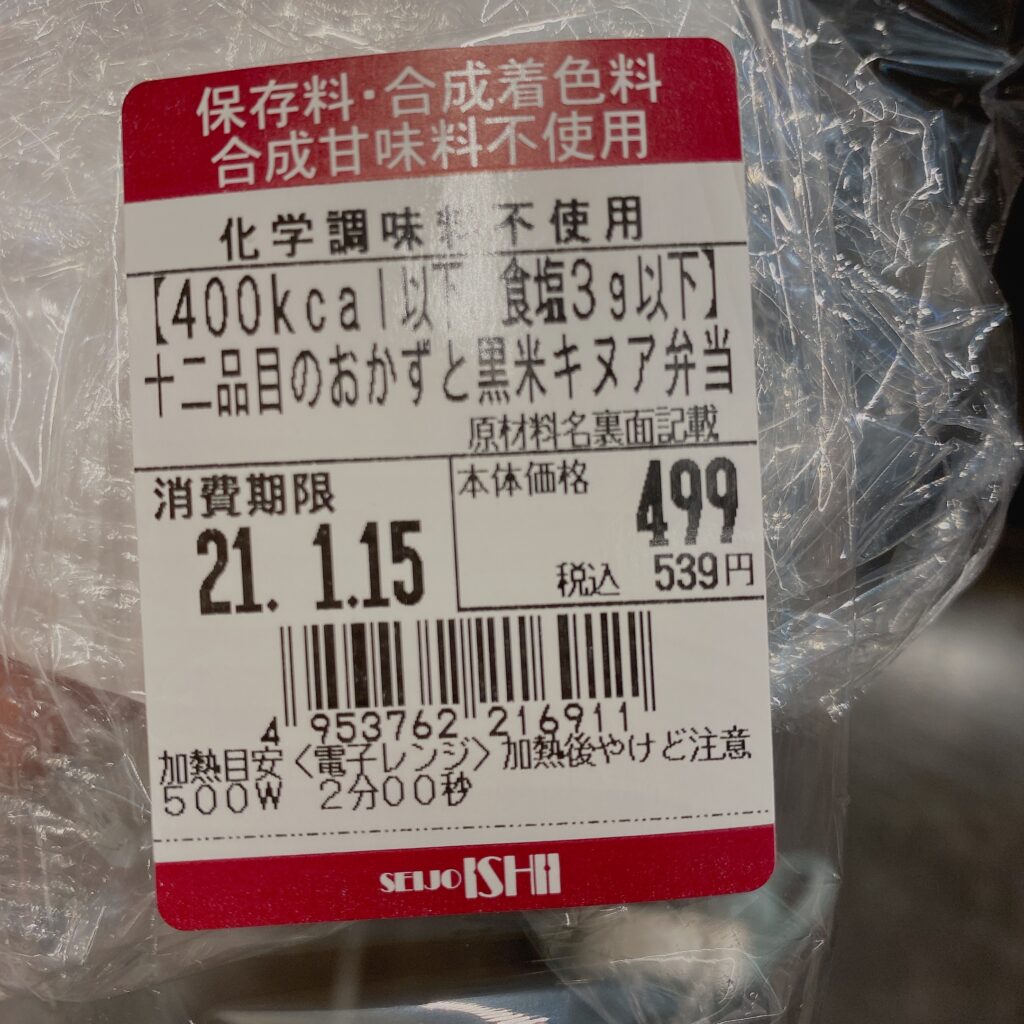 保存料・合成着色料
合成甘味料不使用
化学調味料 不使用
【400kcal以下 食塩3g以下】
十二品目のおかずと黒米キヌア弁当
原材料名裏面記載
消費期限
21. 1.15
本体価格
499
税込 539円
4 953762 216911
加熱目安〈電子レンジ〉加熱後やけど注意
500W 2分00秒
SEIJO ISHII